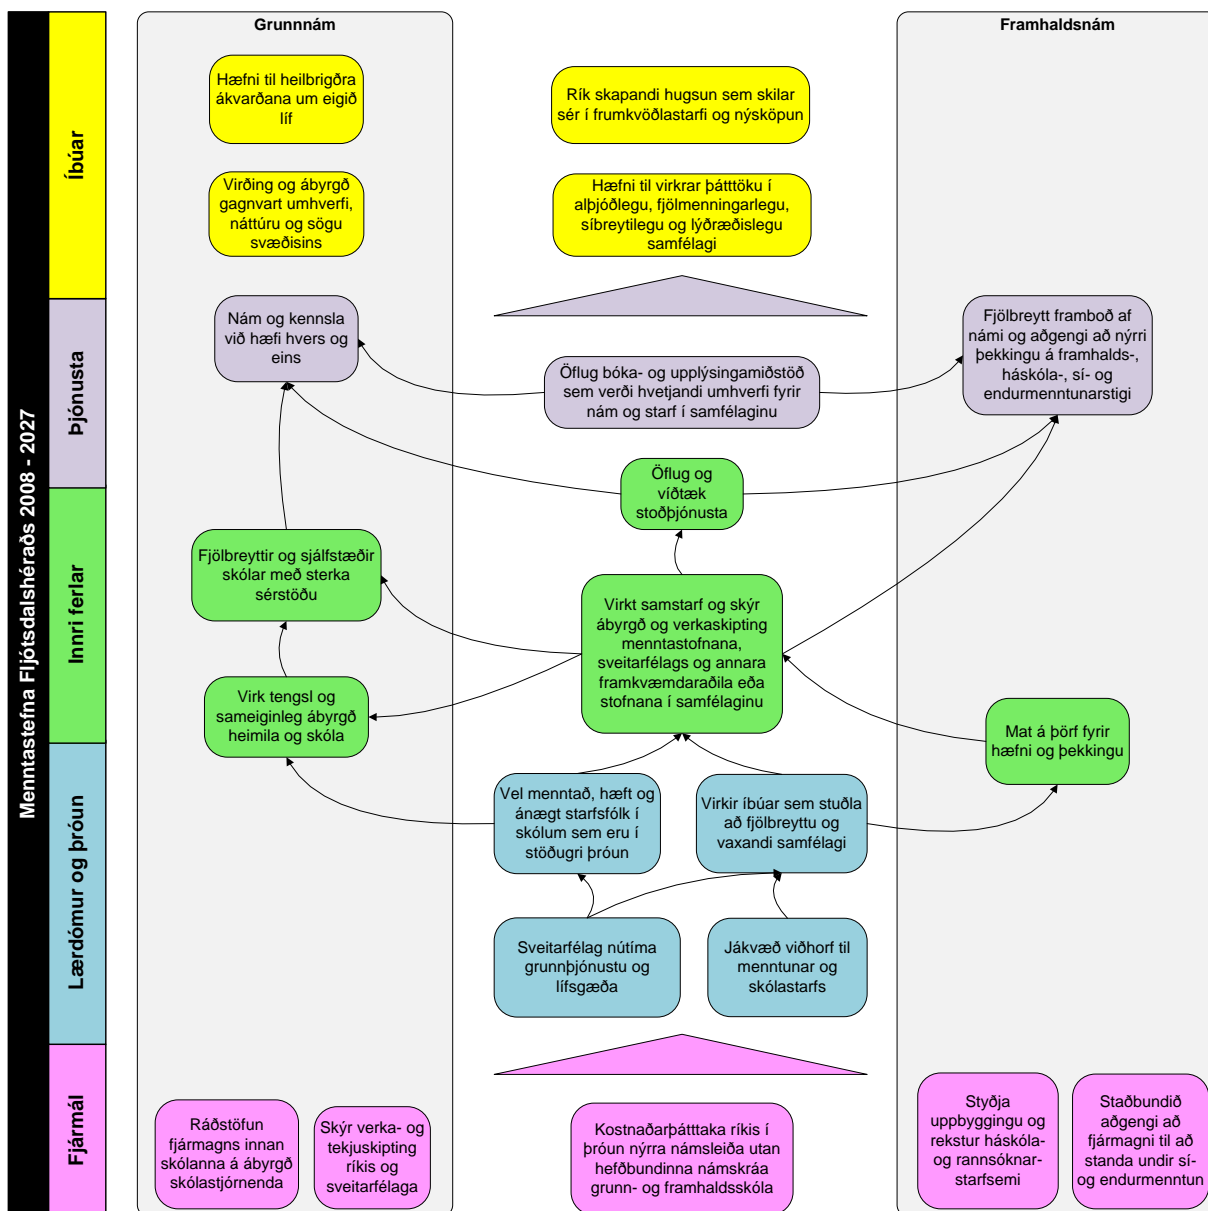 Menntastefna Fljótsdalshéraðs 2008 - 2027
Íbúar
Þjónusta
Innri ferlar
Lærdómur og þróun
Fjármál
Grunnnám
Framhaldsnám
Hæfni til heilbrigðra
ákvarðana um eigið
líf
Rík skapandi hugsun sem skilar
sér í frumkvöðlastarfi og nýsköpun
Virðing og ábyrgð
gagnvart umhverfi,
náttúru og sögu
svæðisins
Hæfni til virkrar þátttöku í
alþjóðlegu, fjölmenningarlegu,
síbreytilegu og lýðræðislegu
samfélagi
Nám og kennsla
við hæfi hvers og
eins
Öflug bóka- og upplýsingamiðstöð
sem verði hvetjandi umhverfi fyrir
nám og starf í samfélaginu
Fjölbreytt framboð af
námi og aðgengi að nýrri
þekkingu á framhalds-,
háskóla-, sí- og
endurmenntunarstigi
Öflug og
víðtæk
stoðþjónusta
Fjölbreyttir og sjálfstæðir
skólar með sterka
sérstöðu
Virkt samstarf og skýr
ábyrgð og verkaskipting
menntastofnana,
sveitarfélags og annara
framkvæmdaraðila eða
stofnana í samfélaginu
Virk tengsl og
sameiginleg ábyrgð
heimila og skóla
Mat á þörf fyrir
hæfni og þekkingu
Vel menntað, hæft og
ánægt starfsfólk í
skólum sem eru í
stöðugri þróun
Virkir íbúar sem stuðla
að fjölbreyttu og
vaxandi samfélagi
Sveitarfélag nútíma
grunnþjónustu og
lífsgæða
Jákvæð viðhorf til
menntunar og
skólastarfs
Ráðstöfun
fjármagns innan
skólanna á ábyrgð
skólastjórnenda
Skýr verka- og
tekjuskipting
ríkis og
sveitarfélaga
Kostnaðarþátttaka ríkis í
þróun nýrra námsleiða utan
hefðbundinna námskráa
grunn- og framhaldsskóla
Styðja
uppbyggingu og
rekstur háskóla-
og rannsóknar-
starfsemi
Staðbundið
aðgengi að
fjármagni til að
standa undir sí-
og endurmenntun